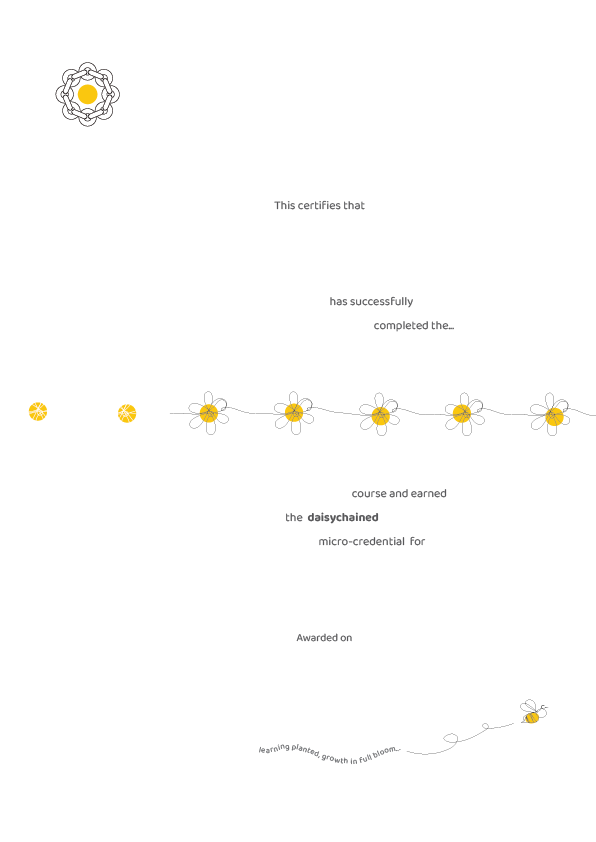 This certifies that
has successfully
completed the...
course and earned
the daisychained
micro-credential for
Awarded on
learning planted, growth in full bloom...